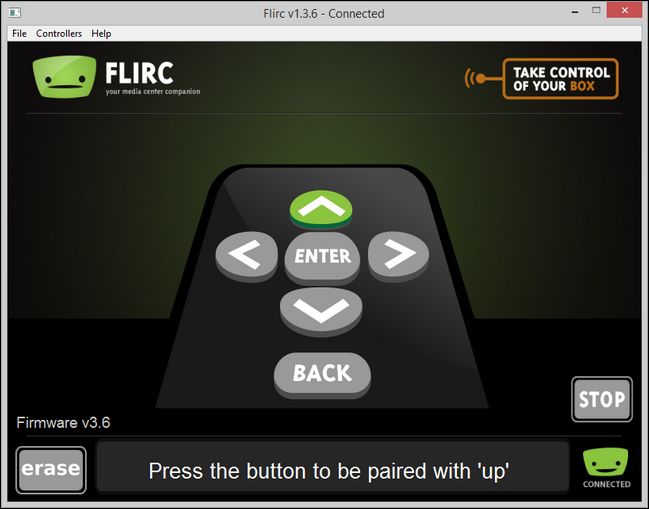 Flirc v1.3.6 - Connected
File Controllers Help
FLIRC
your media center companion
TAKE CONTROL
OF YOUR BOX
ENTER
BACK
STOP
Firmware v3.6
erase
Press the button to be paired with 'up'
CONNECTED